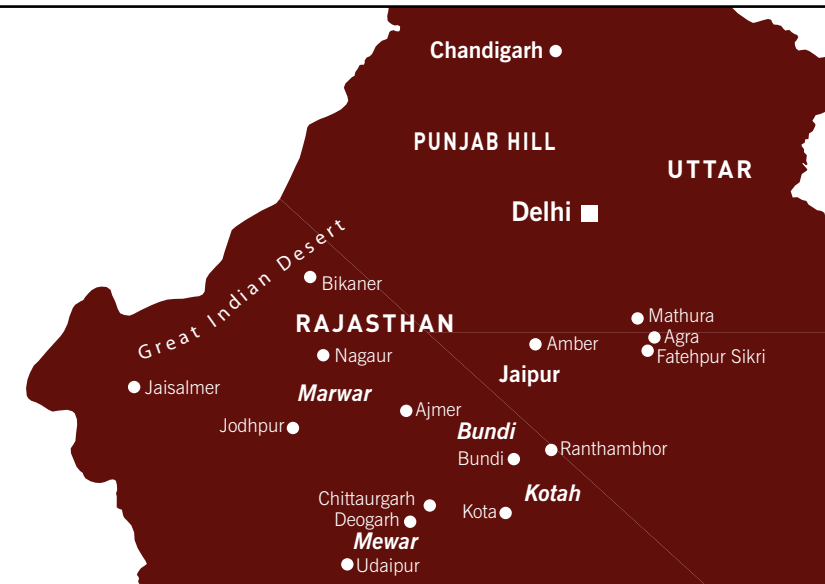 Chandigarh
PUNJAB HILL
UTTAR
Delhi
Great Indian Desert
Bikaner
RAJASTHAN
Mathura
Agra
Amber
Fatehpur Sikri
Nagaur
Jaipur
Jaisalmer
Marwar
Ajmer
Jodhpur
Bundi
Ranthambhor
Bundi
Kotah
Chittaurgarh
Kota
Deogarh
Mewar
Udaipur